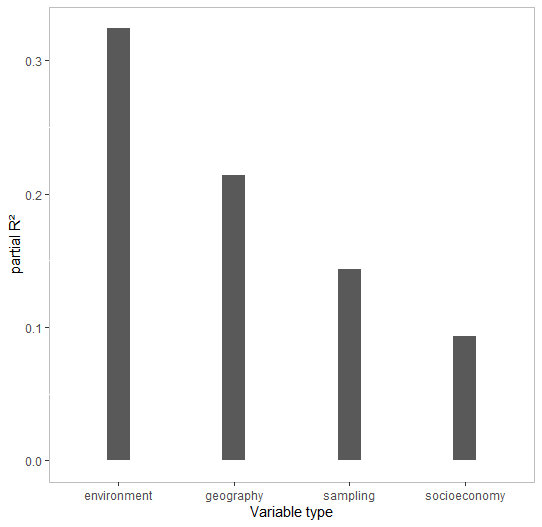 partial R²
0.3
0.2
0.1
0.0
environment geography sampling socioeconomy
Variable type